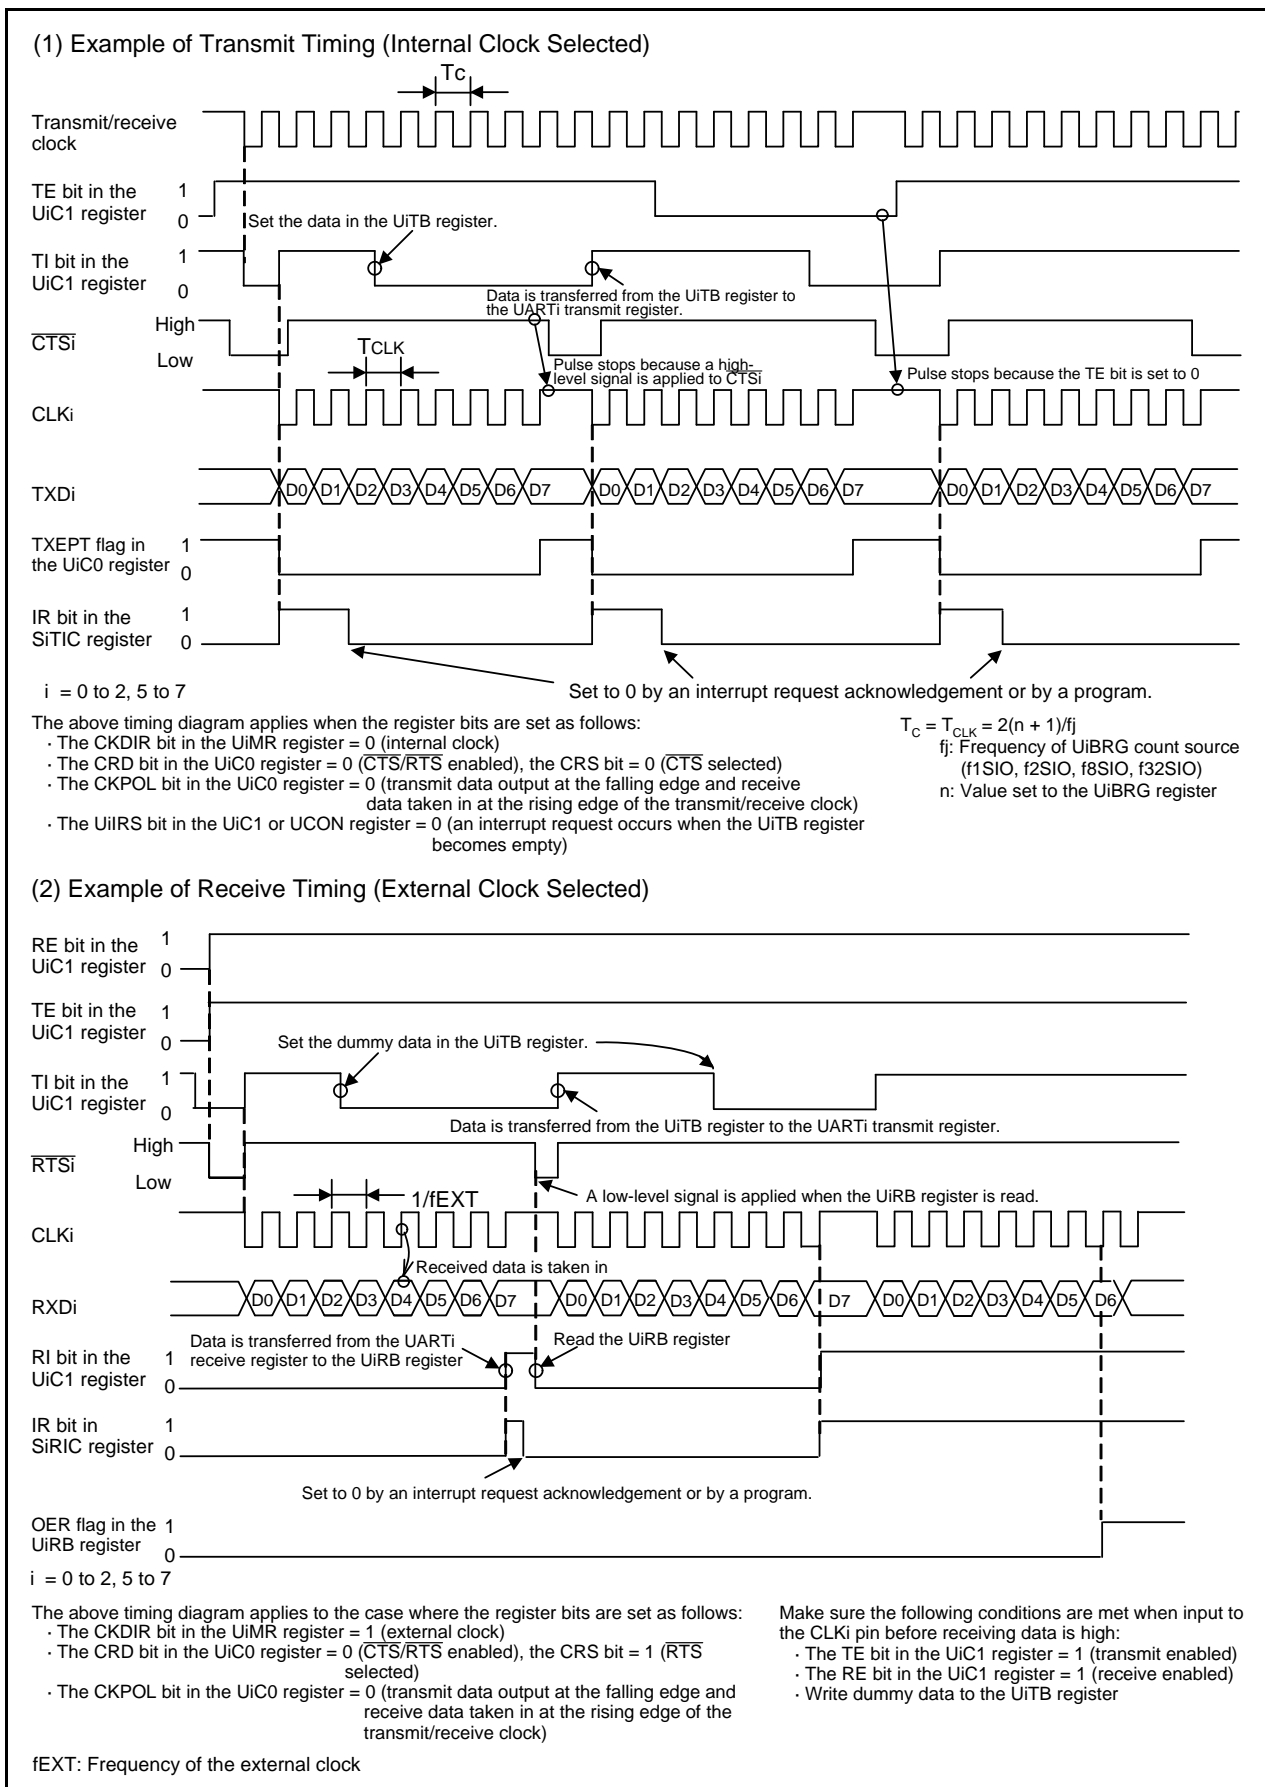 (1) Example of Transmit Timing (Internal Clock Selected)
Tc
Transmit/receive
clock
TE bit in the
UiC1 register
1
0
Set the data in the UiTB register.
TI bit in the
UiC1 register
1
0
Data is transferred from the UiTB register to
the UARTi transmit register.
CTSi
High
Low
TCLK
Pulse stops because a high-
level signal is applied to CTSi
Pulse stops because the TE bit is set to 0
CLKi
TXDi
D0 D1 D2 D3 D4 D5 D6 D7 D0 D1 D2 D3 D4 D5 D6 D7 D0 D1 D2 D3 D4 D5 D6 D7
TXEPT flag in
the UiC0 register
1
0
IR bit in the
SiTIC register
1
0
i = 0 to 2, 5 to 7
Set to 0 by an interrupt request acknowledgement or by a program.
The above timing diagram applies when the register bits are set as follows:
· The CKDIR bit in the UiMR register = 0 (internal clock)
· The CRD bit in the UiC0 register = 0 (CTS/RTS enabled), the CRS bit = 0 (CTS selected)
· The CKPOL bit in the UiC0 register = 0 (transmit data output at the falling edge and receive
data taken in at the rising edge of the transmit/receive clock)
· The UiIRS bit in the UiC1 or UCON register = 0 (an interrupt request occurs when the UiTB register
becomes empty)
TC = TCLK = 2(n + 1)/fj
fj: Frequency of UiBRG count source
(f1SIO, f2SIO, f8SIO, f32SIO)
n: Value set to the UiBRG register
(2) Example of Receive Timing (External Clock Selected)
RE bit in the
UiC1 register
1
0
TE bit in the
UiC1 register
1
0
Set the dummy data in the UiTB register.
TI bit in the
UiC1 register
1
0
Data is transferred from the UiTB register to the UARTi transmit register.
RTSi
High
Low
1/fEXT
A low-level signal is applied when the UiRB register is read.
CLKi
Received data is taken in
RXDi
D0 D1 D2 D3 D4 D5 D6 D7 D0 D1 D2 D3 D4 D5 D6 D7 D0 D1 D2 D3 D4 D5 D6
Data is transferred from the UARTi
receive register to the UiRB register
Read the UiRB register
RI bit in the
UiC1 register
1
0
IR bit in
SiRIC register
1
0
Set to 0 by an interrupt request acknowledgement or by a program.
OER flag in the
UiRB register
1
0
i = 0 to 2, 5 to 7
The above timing diagram applies to the case where the register bits are set as follows:
· The CKDIR bit in the UiMR register = 1 (external clock)
· The CRD bit in the UiC0 register = 0 (CTS/RTS enabled), the CRS bit = 1 (RTS
selected)
· The CKPOL bit in the UiC0 register = 0 (transmit data output at the falling edge and
receive data taken in at the rising edge of the
transmit/receive clock)
Make sure the following conditions are met when input to
the CLKi pin before receiving data is high:
· The TE bit in the UiC1 register = 1 (transmit enabled)
· The RE bit in the UiC1 register = 1 (receive enabled)
· Write dummy data to the UiTB register
fEXT: Frequency of the external clock